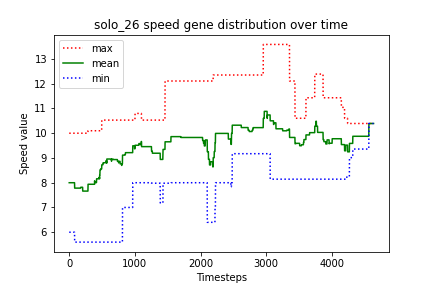 solo_26 speed gene distribution over time
max
mean
min
Speed value
13
12
11
10
9
8
7
6
0
1000
2000
3000
4000
Timesteps